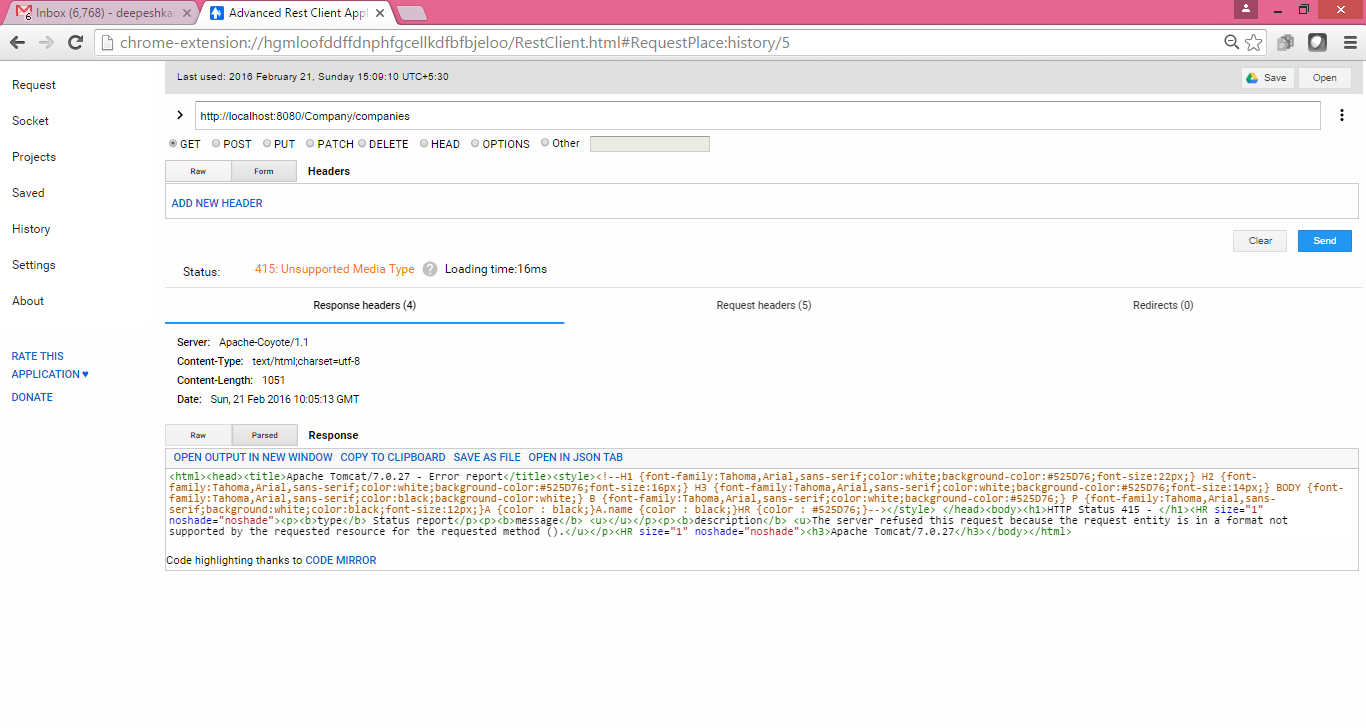 Inbox (6,768) - deepeshkar
Advanced Rest Client Appl
chrome-extension://hgmloofddffdnphfgcellkdfbfbjeloo/RestClient.html#RequestPlace:history/5
Request
Socket
Projects
Saved
History
Settings
About
RATE THIS
APPLICATION ♥
DONATE
Last used: 2016 February 21, Sunday 15:09:10 UTC+5:30
Save Open
http://localhost:8080/Company/companies
GET POST PUT PATCH DELETE HEAD OPTIONS Other
Raw Form Headers
ADD NEW HEADER
Clear Send
Status: 415: Unsupported Media Type ? Loading time:16ms
Response headers (4) Request headers (5) Redirects (0)
Server: Apache-Coyote/1.1
Content-Type: text/html;charset=utf-8
Content-Length: 1051
Date: Sun, 21 Feb 2016 10:05:13 GMT
Raw Parsed Response
OPEN OUTPUT IN NEW WINDOW COPY TO CLIPBOARD SAVE AS FILE OPEN IN JSON TAB
<html><head><title>Apache Tomcat/7.0.27 - Error report</title><style><!--H1 {font-family:Tahoma,Arial,sans-serif;color:white;background-color:#525D76;font-size:22px;} H2 {font-
family:Tahoma,Arial,sans-serif;color:white;background-color:#525D76;font-size:16px;} H3 {font-family:Tahoma,Arial,sans-serif;color:white;background-color:#525D76;font-size:14px;} BODY {font-
family:Tahoma,Arial,sans-serif;color:black;background-color:white;} B {font-family:Tahoma,Arial,sans-serif;color:white;background-color:#525D76;} P {font-family:Tahoma,Arial,sans-
serif;background:white;color:black;font-size:12px;}A {color : black;}A.name {color : black;}HR {color : #525D76;}--></style> </head><body><h1>HTTP Status 415 - </h1><HR size="1"
noshade="noshade"><p><b>type</b> Status report</p><p><b>message</b> <u></u></p><p><b>description</b> <u>The server refused this request because the request entity is in a format not
supported by the requested resource for the requested method ().</u></p><HR size="1" noshade="noshade"><h3>Apache Tomcat/7.0.27</h3></body></html>
Code highlighting thanks to CODE MIRROR